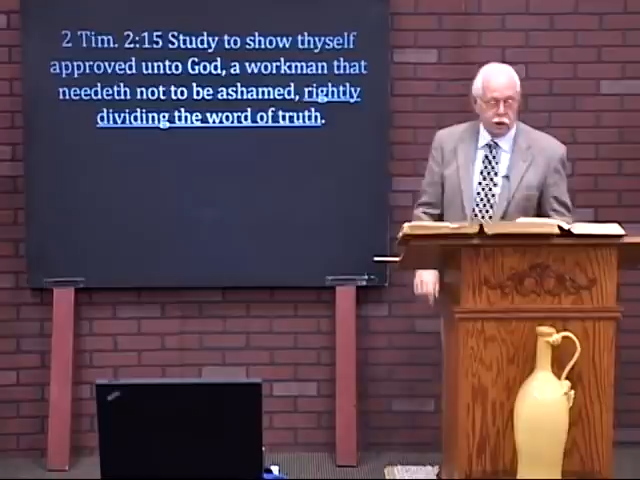 2 Tim. 2:15 Study to show thyself
approved unto God, a workman that
needeth not to be ashamed, rightly
dividing the word of truth.